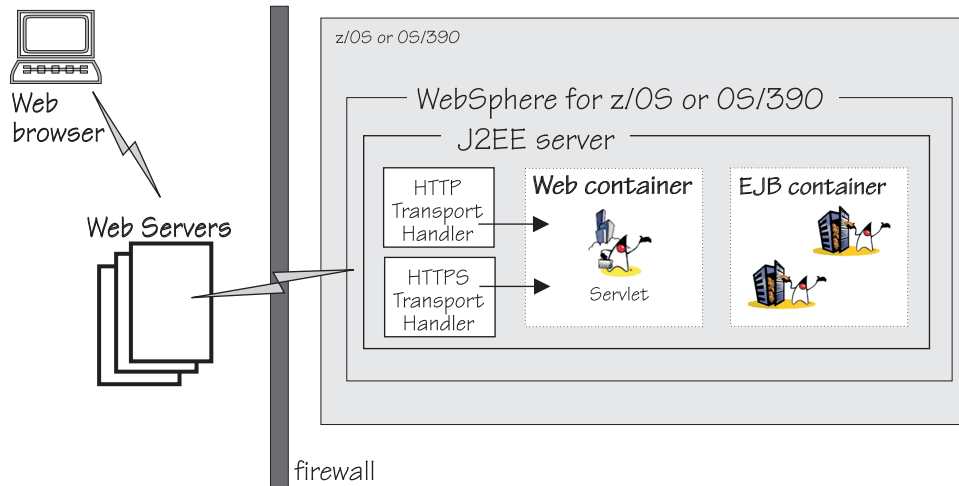 Web
browser
Web Servers
firewall
z/OS or OS/390
WebSphere for z/OS or OS/390
J2EE server
HTTP
Transport
Handler
HTTPS
Transport
Handler
Web container
Servlet
EJB container